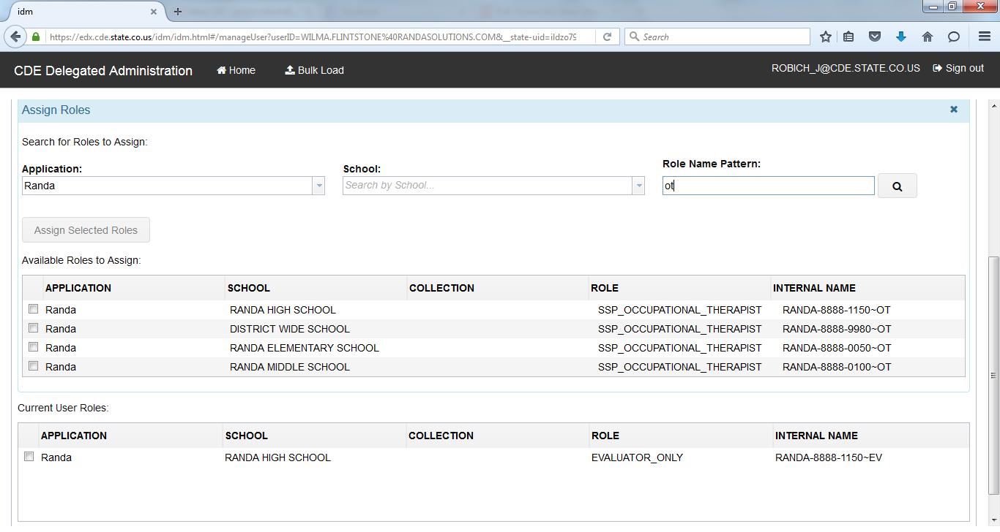 idm
https://edx.cde.state.co.us/idm/idm.html#/manageUser?userID=WILMA.FLINTSTONE%40RANDASOLUTIONS.COM&__state-uid=ildzo79
Search
CDE Delegated Administration Home Bulk Load ROBICH_J@CDE.STATE.CO.US Sign out
Assign Roles
Search for Roles to Assign:
Application: School: Role Name Pattern:
Randa Search by School... ot
Assign Selected Roles
Available Roles to Assign:
APPLICATION SCHOOL COLLECTION ROLE INTERNAL NAME
Randa RANDA HIGH SCHOOL SSP_OCCUPATIONAL_THERAPIST RANDA-8888-1150~OT
Randa DISTRICT WIDE SCHOOL SSP_OCCUPATIONAL_THERAPIST RANDA-8888-9980~OT
Randa RANDA ELEMENTARY SCHOOL SSP_OCCUPATIONAL_THERAPIST RANDA-8888-0050~OT
Randa RANDA MIDDLE SCHOOL SSP_OCCUPATIONAL_THERAPIST RANDA-8888-0100~OT
Current User Roles:
APPLICATION SCHOOL COLLECTION ROLE INTERNAL NAME
Randa RANDA HIGH SCHOOL EVALUATOR_ONLY RANDA-8888-1150~EV